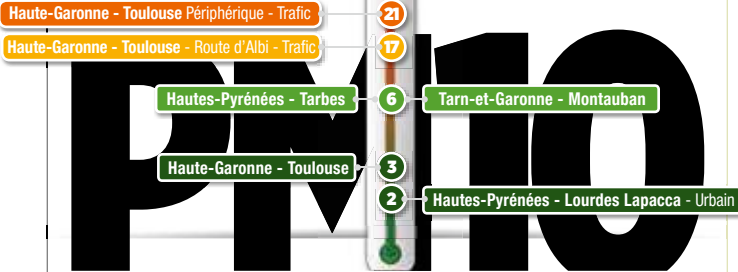 Haute-Garonne - Toulouse Périphérique - Trafic
21
Haute-Garonne - Toulouse - Route d'Albi - Trafic
17
Hautes-Pyrénées - Tarbes
6
Tarn-et-Garonne - Montauban
Haute-Garonne - Toulouse
3
2
Hautes-Pyrénées - Lourdes Lapacca - Urbain
PM10